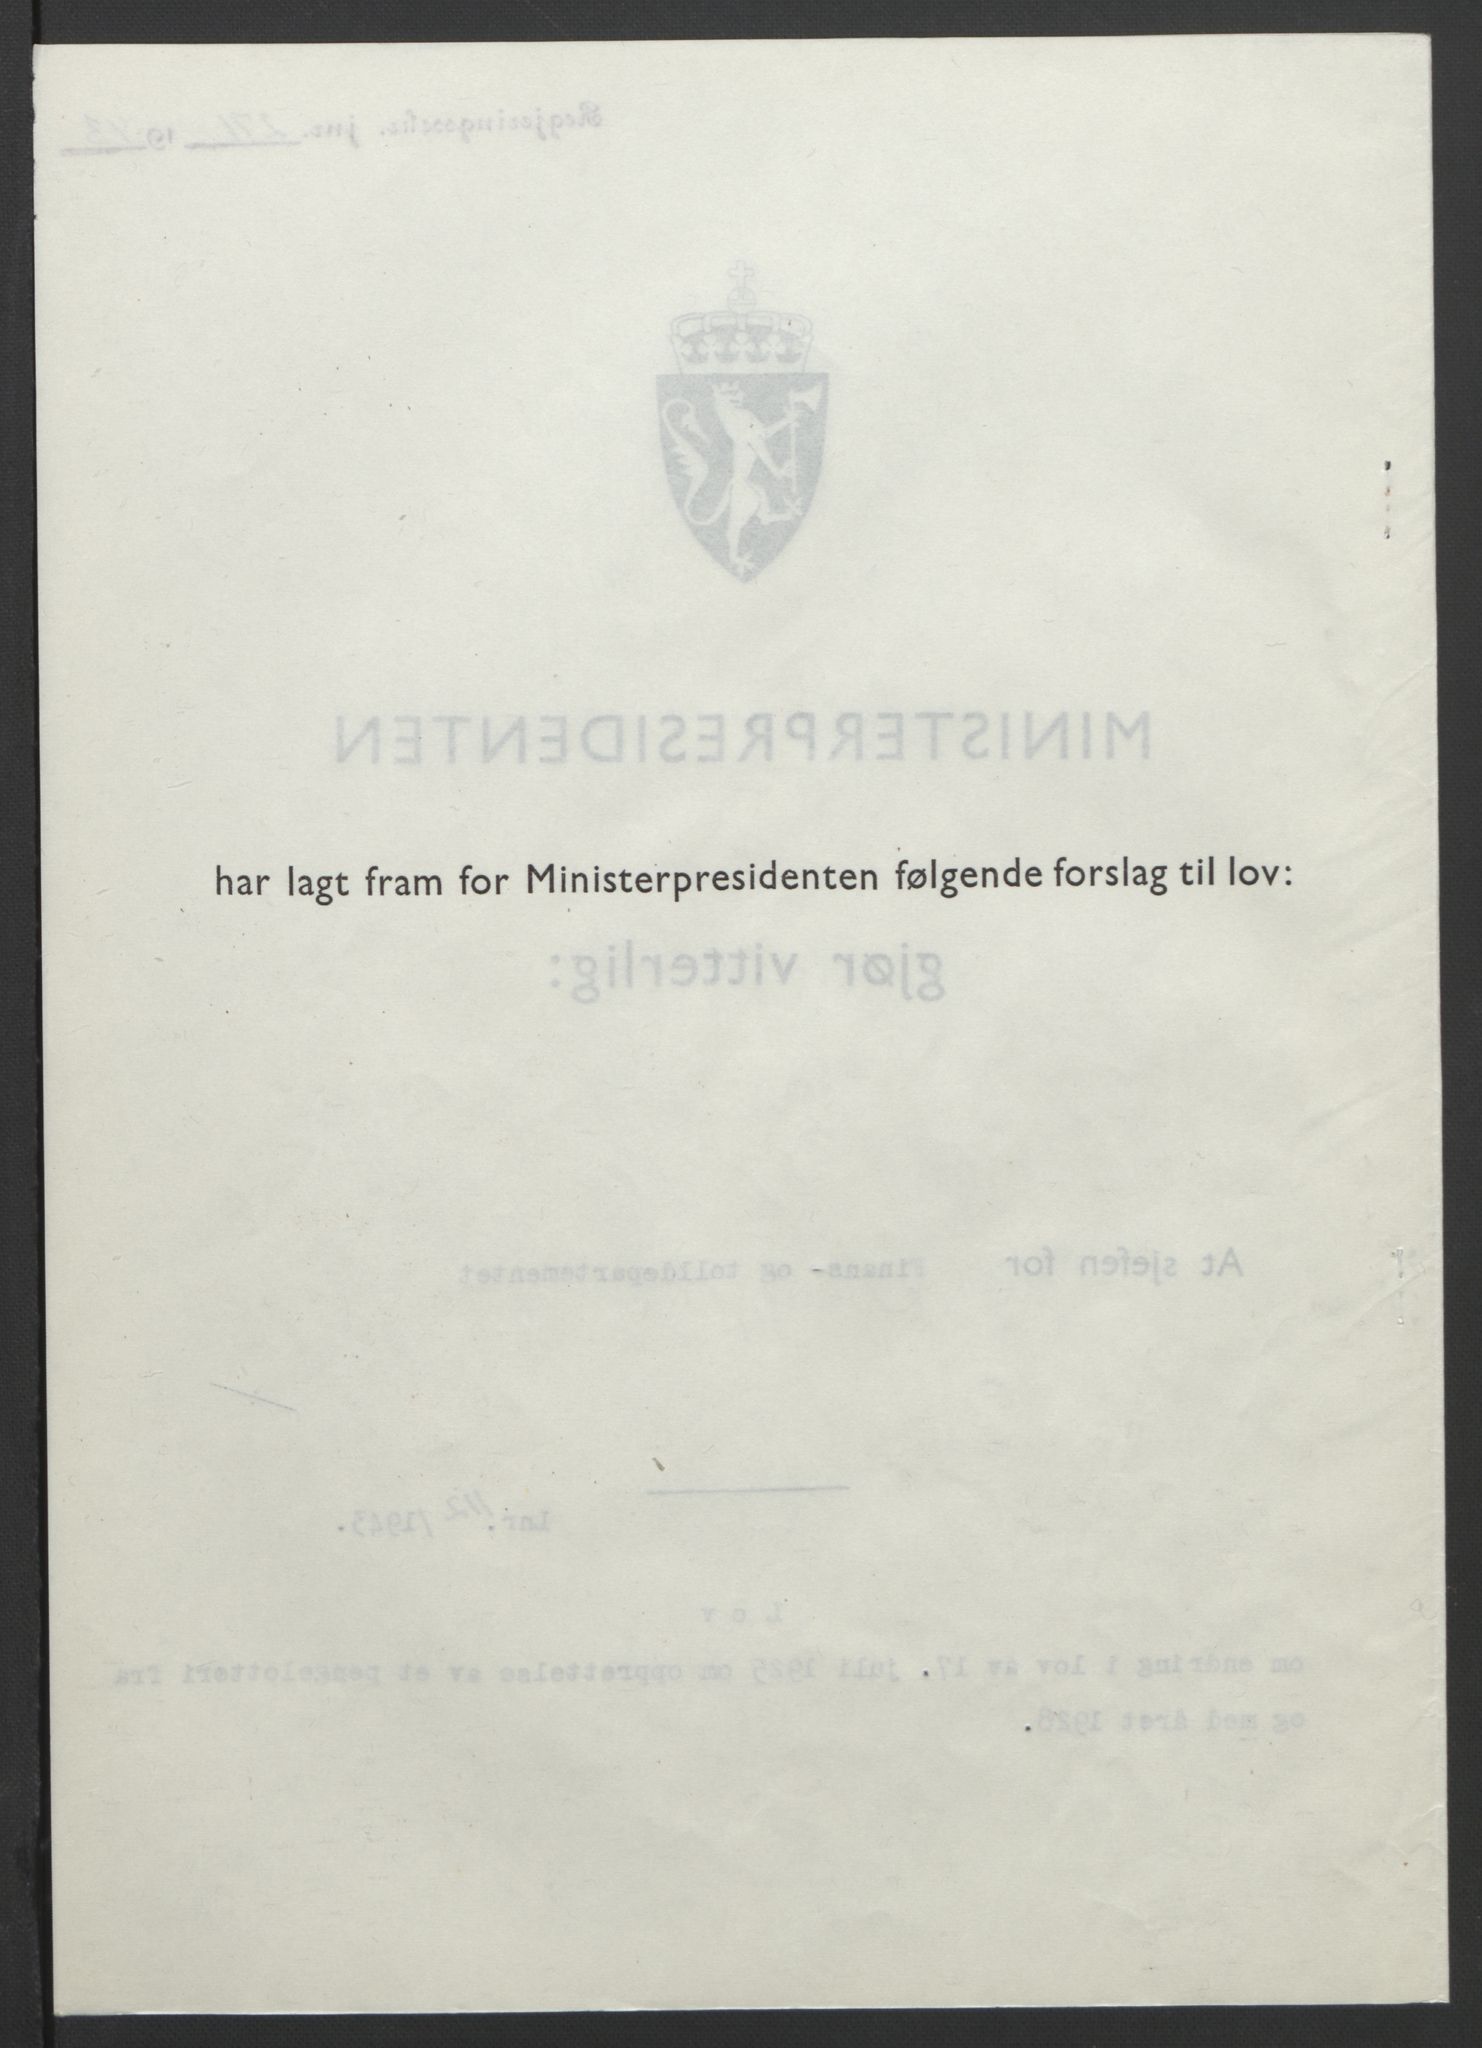 Regjeringssekr. jnr. 271 1943
MINISTERPRESIDENTEN
har lagt fram for Ministerpresidenten følgende forslag til lov:
gjør vitterlig:
At sjefen for Finans- og tolldepartementet
Lnr. 112/1943.
Lov
om endring i lov av 17. juli 1925 om opprettelse av et pengelotteri fra
og med året 1928.